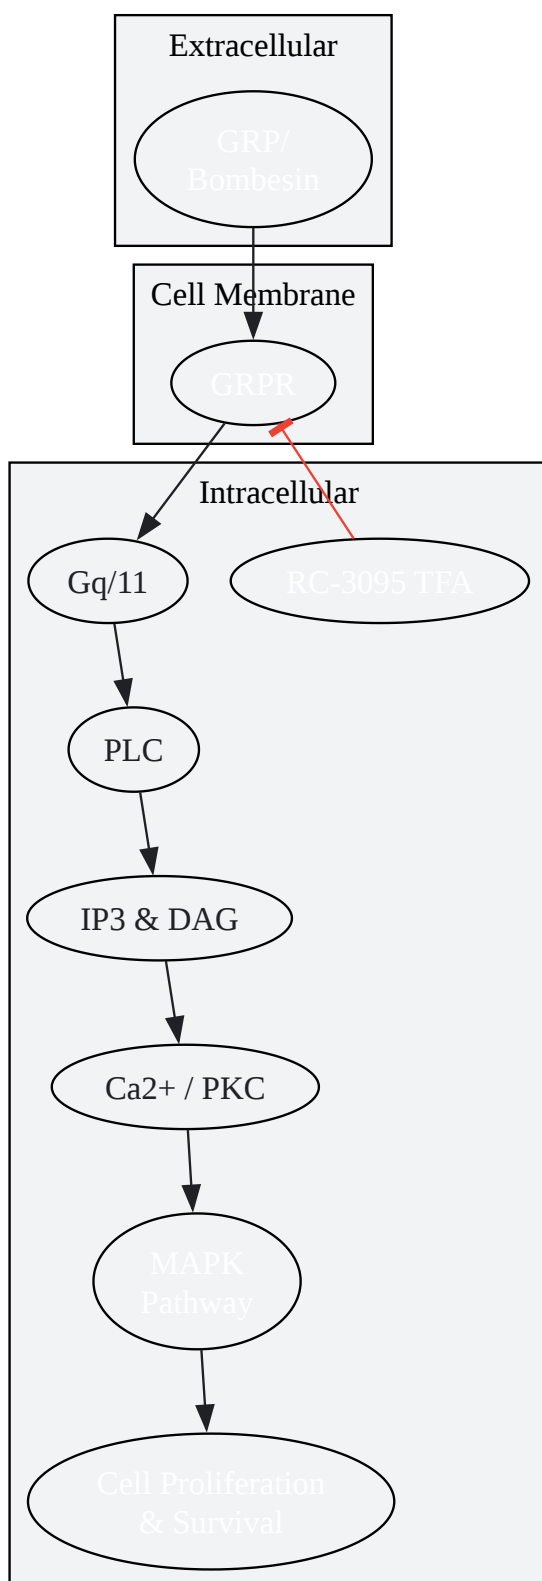 Extracellular
GRP/
Bombesin
Cell Membrane
GRPR
Intracellular
Gq/11
RC-3095 TFA
PLC
IP3 & DAG
Ca2+ / PKC
MAPK
Pathway
Cell Proliferation
& Survival